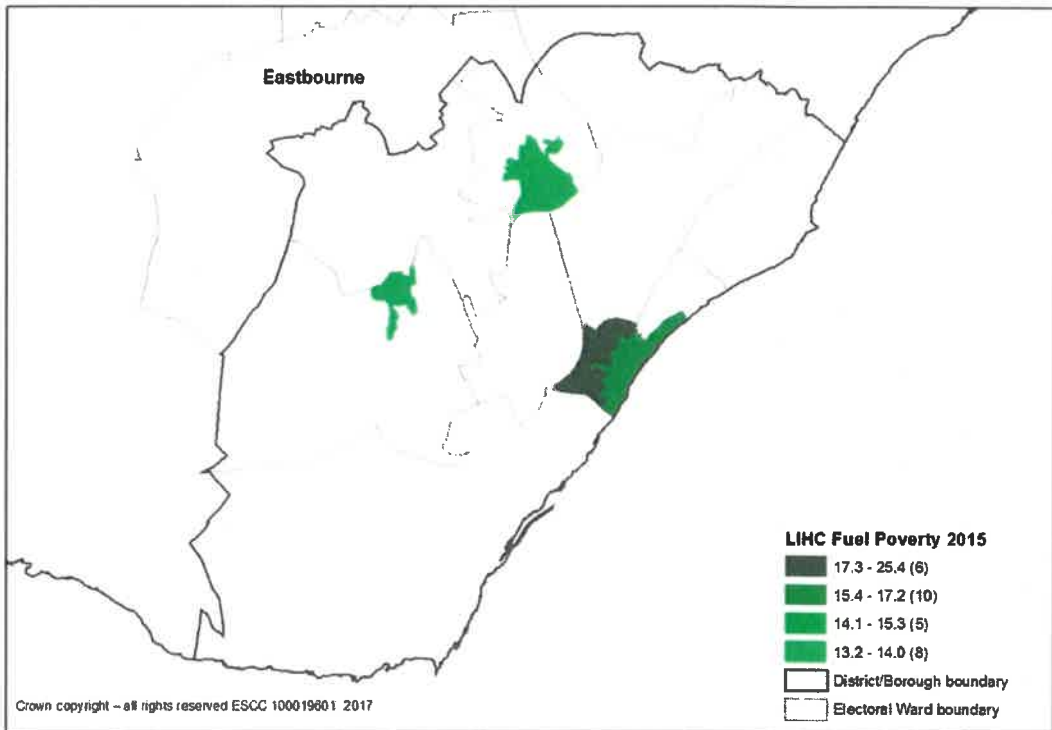 Eastbourne
LIHC Fuel Poverty 2015
17.3 - 25.4 (6)
15.4 - 17.2 (10)
14.1 - 15.3 (5)
13.2 - 14.0 (8)
District/Borough boundary
Electoral Ward boundary
Crown copyright – all rights reserved ESCC 100019601 2017